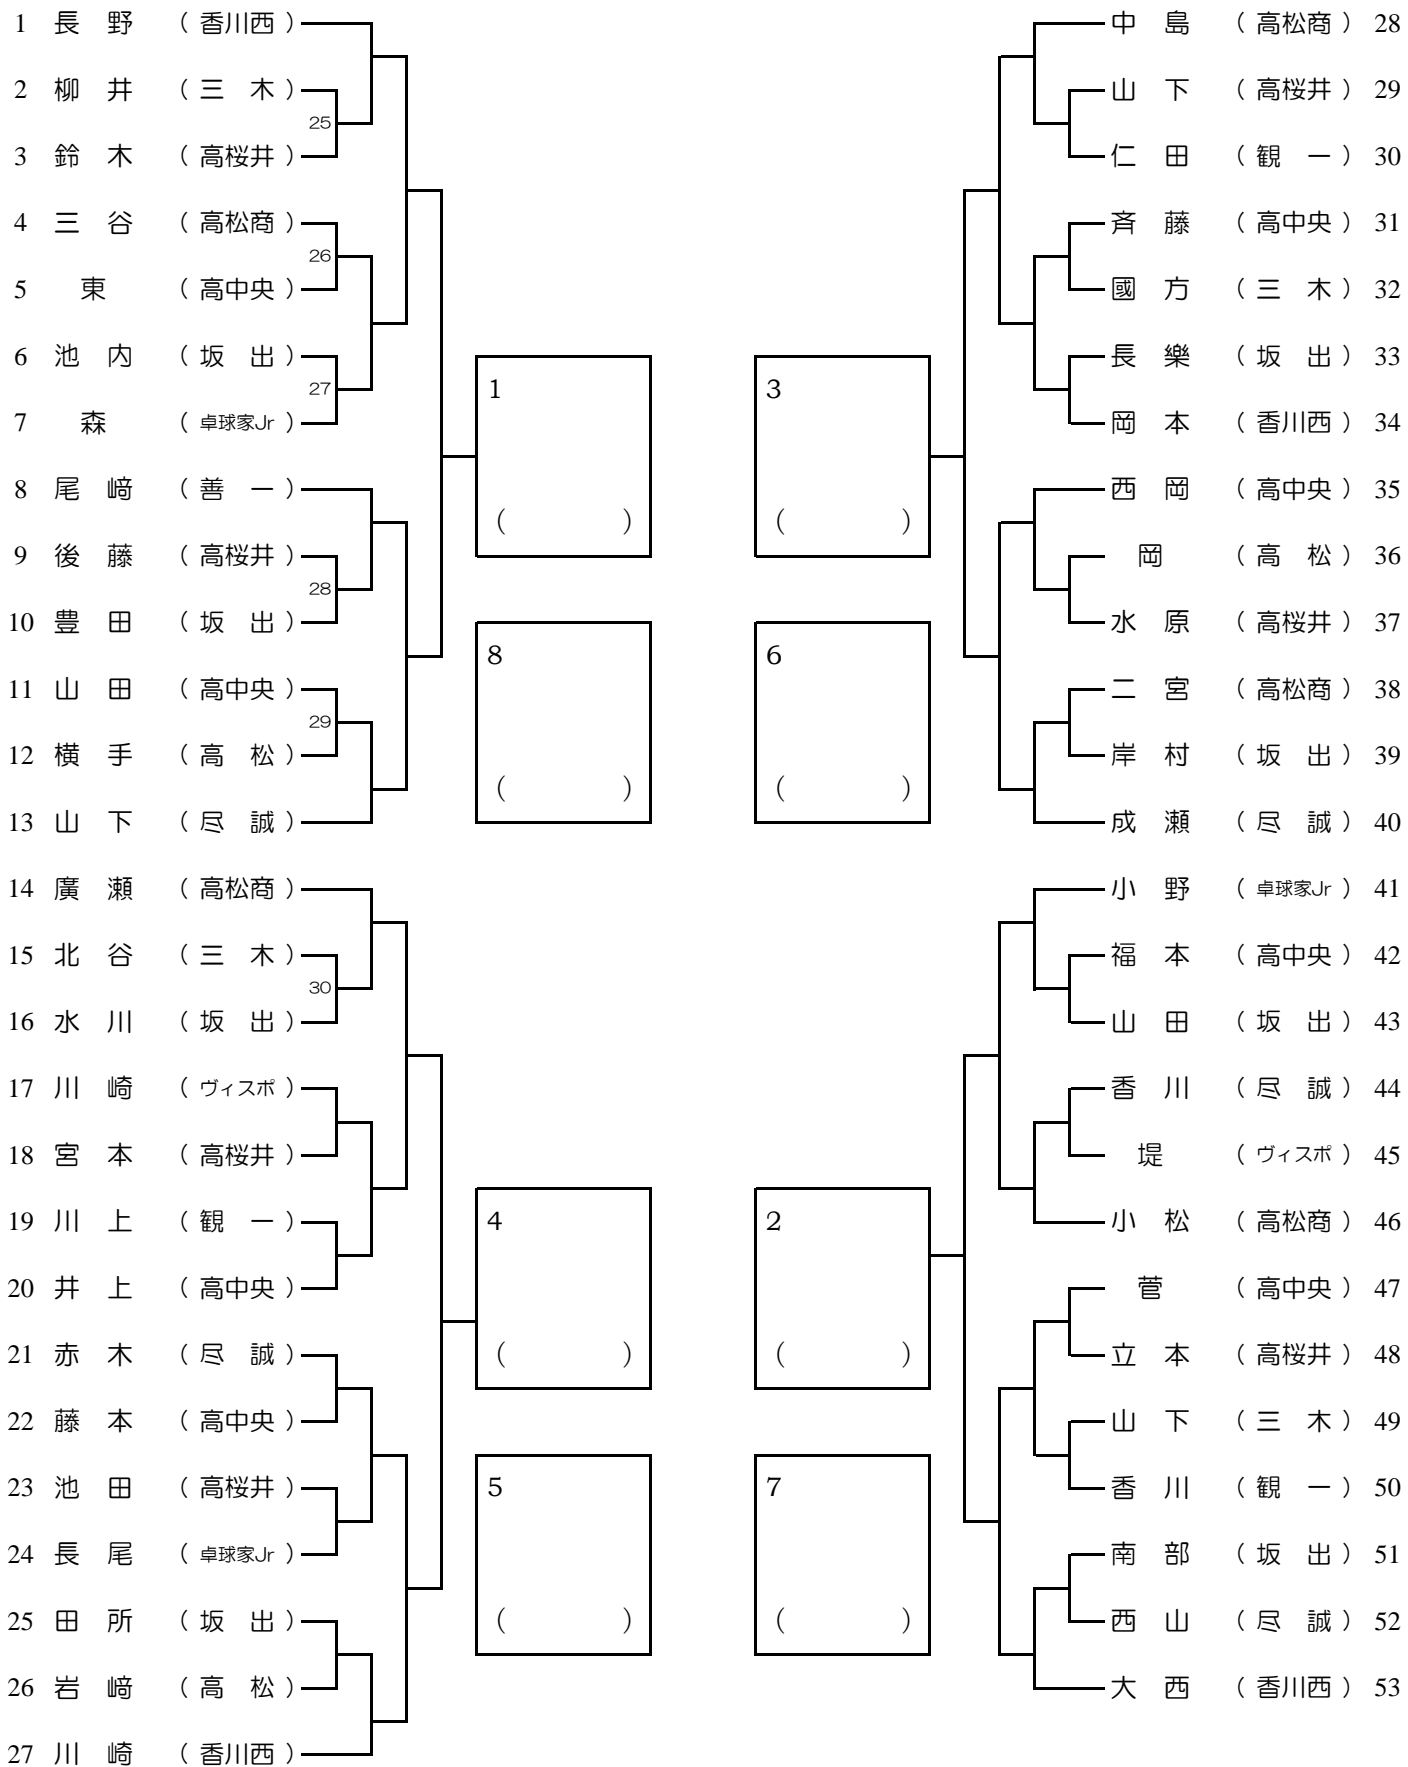 1 長 野 ( 香川西 )
2 柳 井 ( 三 木 )
25
3 鈴 木 ( 高桜井 )
4 三 谷 ( 高松商 )
26
5 東 ( 高中央 )
6 池 内 ( 坂 出 )
27
7 森 ( 卓球家Jr )
8 尾 﨑 ( 善 一 )
9 後 藤 ( 高桜井 )
28
10 豊 田 ( 坂 出 )
11 山 田 ( 高中央 )
29
12 横 手 ( 高 松 )
13 山 下 ( 尽 誠 )
14 廣 瀬 ( 高松商 )
15 北 谷 ( 三 木 )
30
16 水 川 ( 坂 出 )
17 川 崎 ( ヴィスポ )
18 宮 本 ( 高桜井 )
19 川 上 ( 観 一 )
20 井 上 ( 高中央 )
21 赤 木 ( 尽 誠 )
22 藤 本 ( 高中央 )
23 池 田 ( 高桜井 )
24 長 尾 ( 卓球家Jr )
25 田 所 ( 坂 出 )
26 岩 﨑 ( 高 松 )
27 川 崎 ( 香川西 )
1
( )
8
( )
4
( )
5
( )
3
( )
6
( )
2
( )
7
( )
中 島 ( 高松商 ) 28
山 下 ( 高桜井 ) 29
仁 田 ( 観 一 ) 30
斉 藤 ( 高中央 ) 31
國 方 ( 三 木 ) 32
長 樂 ( 坂 出 ) 33
岡 本 ( 香川西 ) 34
西 岡 ( 高中央 ) 35
岡 ( 高 松 ) 36
水 原 ( 高桜井 ) 37
二 宮 ( 高松商 ) 38
岸 村 ( 坂 出 ) 39
成 瀬 ( 尽 誠 ) 40
小 野 ( 卓球家Jr ) 41
福 本 ( 高中央 ) 42
山 田 ( 坂 出 ) 43
香 川 ( 尽 誠 ) 44
堤 ( ヴィスポ ) 45
小 松 ( 高松商 ) 46
菅 ( 高中央 ) 47
立 本 ( 高桜井 ) 48
山 下 ( 三 木 ) 49
香 川 ( 観 一 ) 50
南 部 ( 坂 出 ) 51
西 山 ( 尽 誠 ) 52
大 西 ( 香川西 ) 53